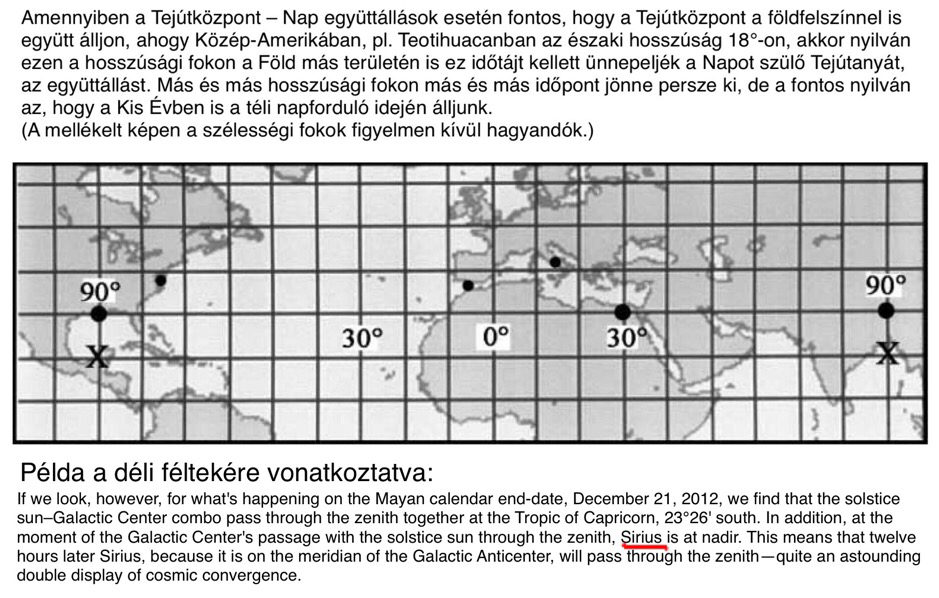 Amennyiben a Tejútközpont – Nap együttállások esetén fontos, hogy a Tejútközpont a földfelszínnel is
együtt álljon, ahogy Közép-Amerikában, pl. Teotihuacanban az északi hosszúság 18°-on, akkor nyilván
ezen a hosszúsági fokon a Föld más területén is ez időtájt kellett ünnepeljék a Napot szülő Tejútanyát,
az együttállást. Más és más hosszúsági fokon más és más időpont jönne persze ki, de a fontos nyilván
az, hogy a Kis Évben is a téli napforduló idején álljunk.
(A mellékelt képen a szélességi fokok figyelmen kívül hagyandók.)
90°
90°
30°
0°
30°
X
X
Példa a déli féltekére vonatkoztatva:
If we look, however, for what's happening on the Mayan calendar end-date, December 21, 2012, we find that the solstice
sun–Galactic Center combo pass through the zenith together at the Tropic of Capricorn, 23°26' south. In addition, at the
moment of the Galactic Center's passage with the solstice sun through the zenith, Sirius is at nadir. This means that twelve
hours later Sirius, because it is on the meridian of the Galactic Anticenter, will pass through the zenith—quite an astounding
double display of cosmic convergence.